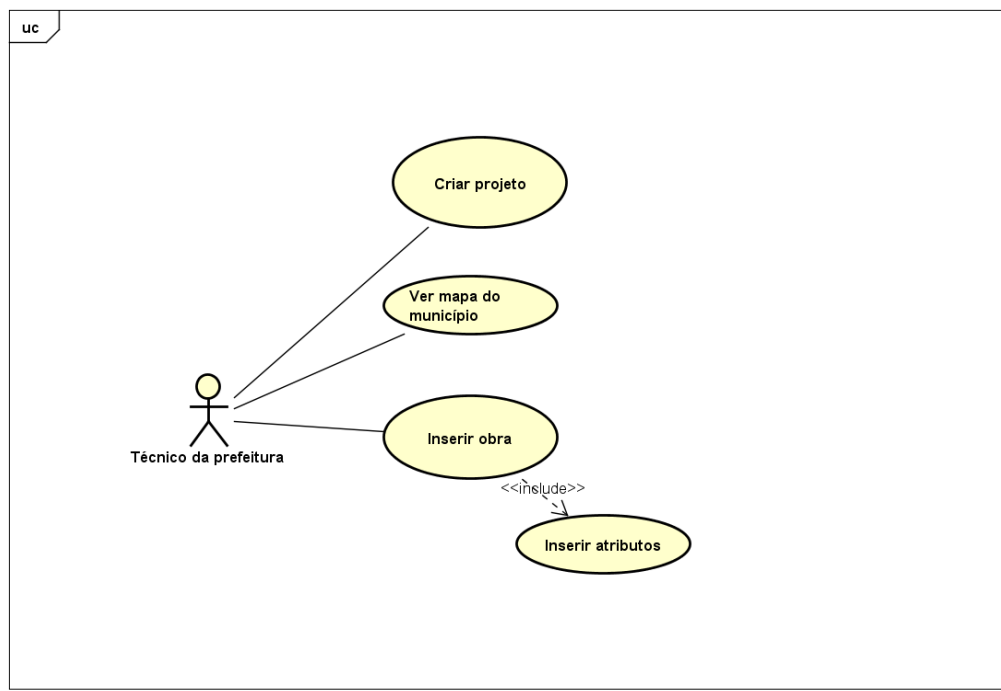 uc
Criar projeto
Ver mapa do
município
Inserir obra
Técnico da prefeitura
<<include>>
Inserir atributos